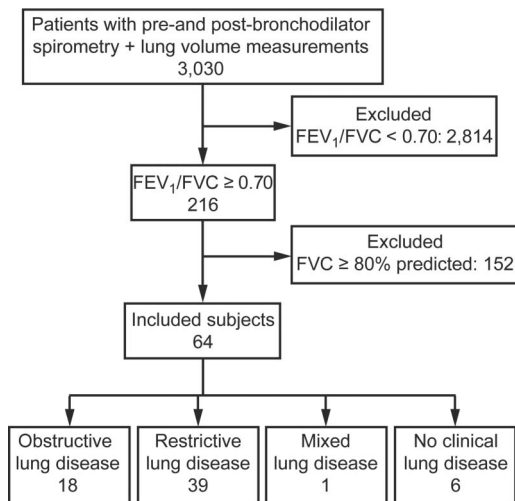 Patients with pre-and post-bronchodilator
spirometry + lung volume measurements
3,030
Excluded
FEV₁/FVC < 0.70: 2,814
FEV₁/FVC ≥ 0.70
216
Excluded
FVC ≥ 80% predicted: 152
Included subjects
64
Obstructive
lung disease
18
Restrictive
lung disease
39
Mixed
lung disease
1
No clinical
lung disease
6